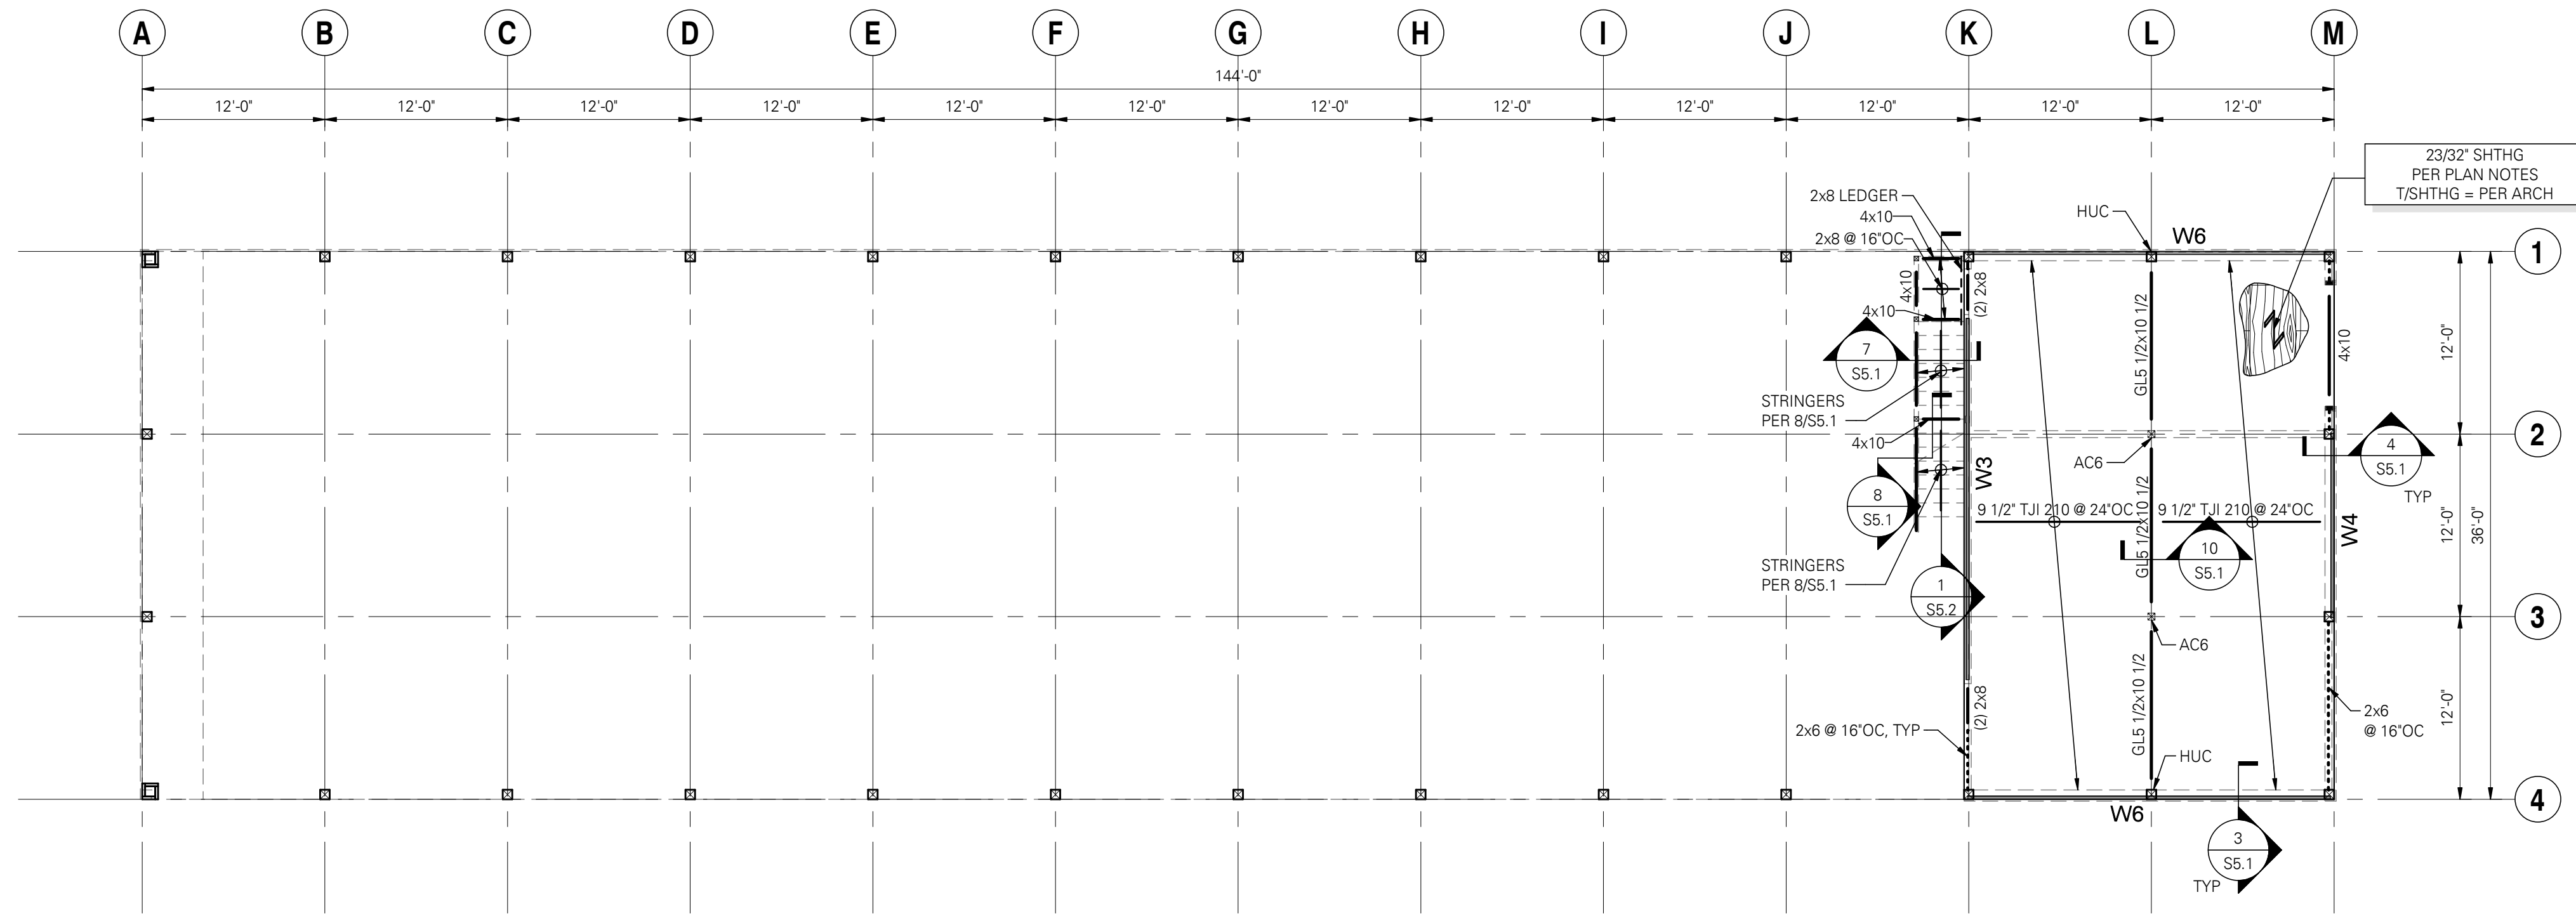 A B C D E F G H I J K L M
144'-0"
12'-0" 12'-0" 12'-0" 12'-0" 12'-0" 12'-0" 12'-0" 12'-0" 12'-0" 12'-0" 12'-0" 12'-0"
23/32" SHTHG
PER PLAN NOTES
T/SHTHG = PER ARCH
2x8 LEDGER
4x10
2x8 @ 16"OC
HUC
W6
1
4x10
(2) 2x8
4x10
GL5 1/2x10 1/2
4x10
12'-0"
7
S5.1
STRINGERS
PER 8/S5.1
4x10
2
AC6
W3
4
S5.1
TYP
8
S5.1
9 1/2" TJI 210 @ 24"OC
9 1/2" TJI 210 @ 24"OC
GL5 1/2x10 1/2
W4
12'-0"
36'-0"
10
S5.1
STRINGERS
PER 8/S5.1
1
S5.2
3
AC6
GL5 1/2x10 1/2
(2) 2x8
2x6 @ 16"OC, TYP
2x6
@ 16"OC
12'-0"
HUC
4
W6
3
S5.1
TYP